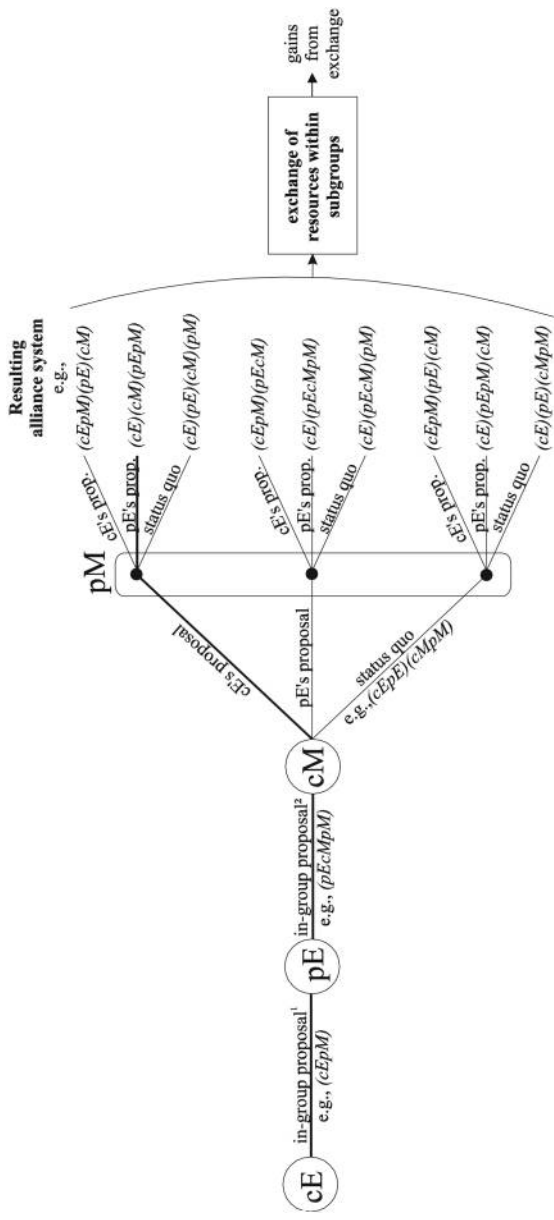 cE
in-group proposal¹
e.g., (cEpM)
pE
in-group proposal²
e.g., (pEcMpM)
cM
cE's proposal
pE's proposal
status quo
e.g.,(cEpE)(cMpM)
pM
cE's prop.
pE's prop.
status quo
cE's prop.
pE's prop.
status quo
cE's prop.
pE's prop.
status quo
Resulting
alliance system
e.g.,
(cEpM)(pE)(cM)
(cE)(cM)(pEpM)
(cE)(pE)(cM)(pM)
(cEpM)(pEcM)
(cE)(pEcMpM)
(cE)(pEcM)(pM)
(cEpM)(pE)(cM)
(cE)(pEpM)(cM)
(cE)(pE)(cMpM)
exchange of
resources within
subgroups
gains
from
exchange